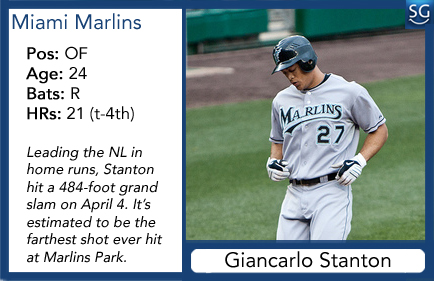 Miami Marlins
SG
Pos: OF
Age: 24
Bats: R
HRs: 21 (t-4th)
Leading the NL in
home runs, Stanton
hit a 484-foot grand
slam on April 4. It's
estimated to be the
farthest shot ever hit
at Marlins Park.
MARLINS
27
Giancarlo Stanton